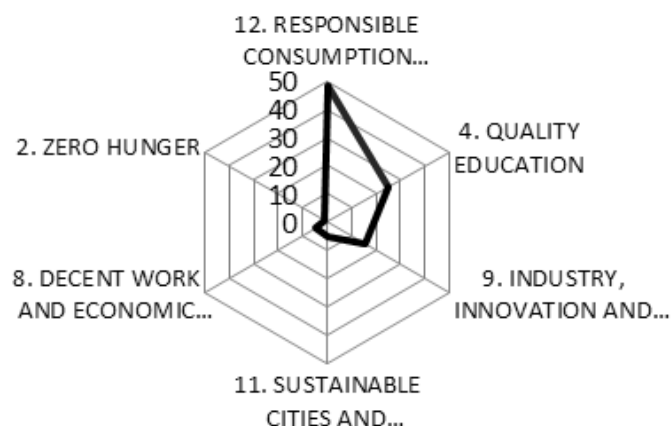 12. RESPONSIBLE
CONSUMPTION...
50
40
30
20
10
0
4. QUALITY
EDUCATION
9. INDUSTRY,
INNOVATION AND...
11. SUSTAINABLE
CITIES AND...
8. DECENT WORK
AND ECONOMIC...
2. ZERO HUNGER